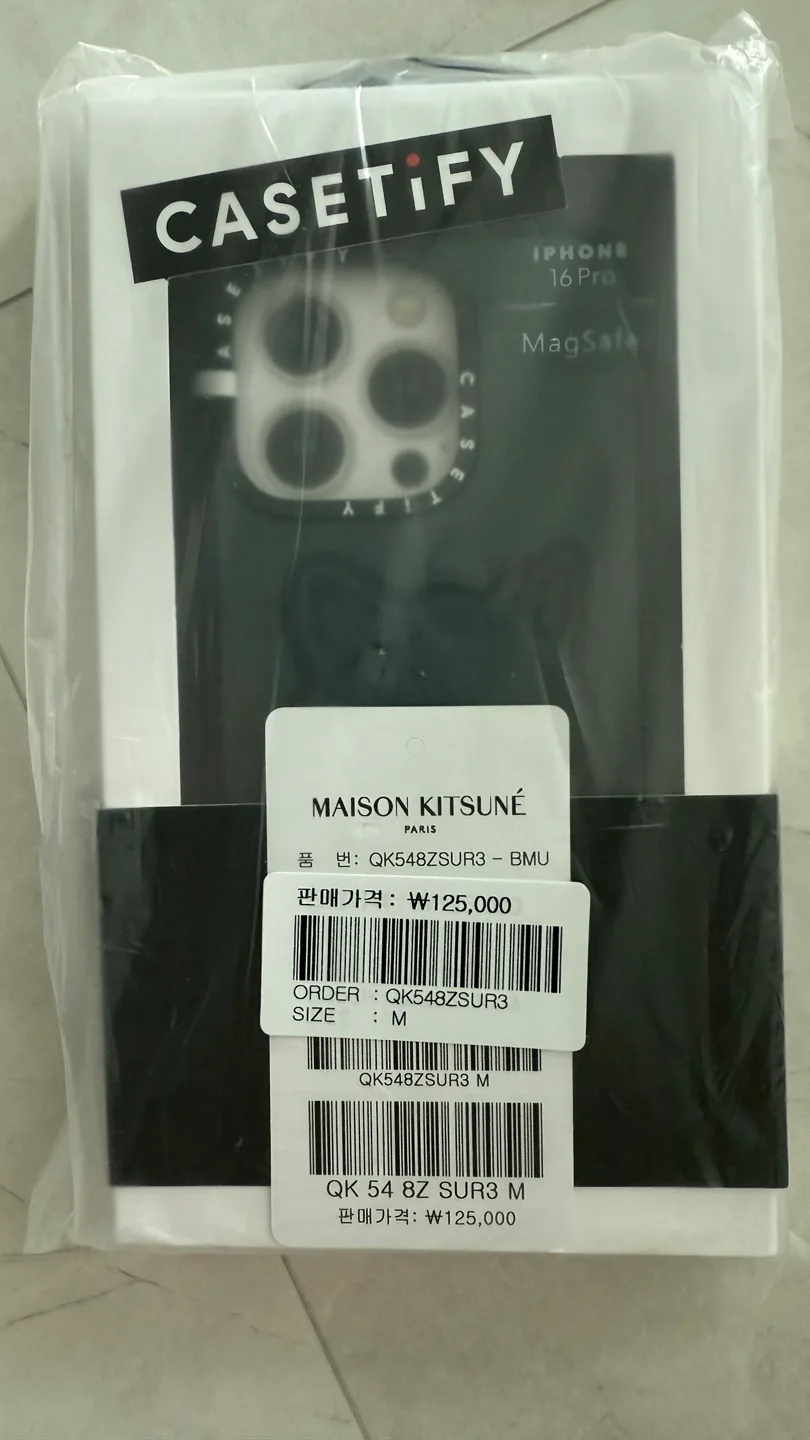 CASETiFY
IPHONE
16 Pro
MagSafe
CASETiFY
MAISON KITSUNÉ
PARIS
품 번: QK548ZSUR3 - BMU
판매가격: ₩125,000
ORDER : QK548ZSUR3
SIZE : M
QK548ZSUR3 M
QK 54 8Z SUR3 M
판매가격: ₩125,000